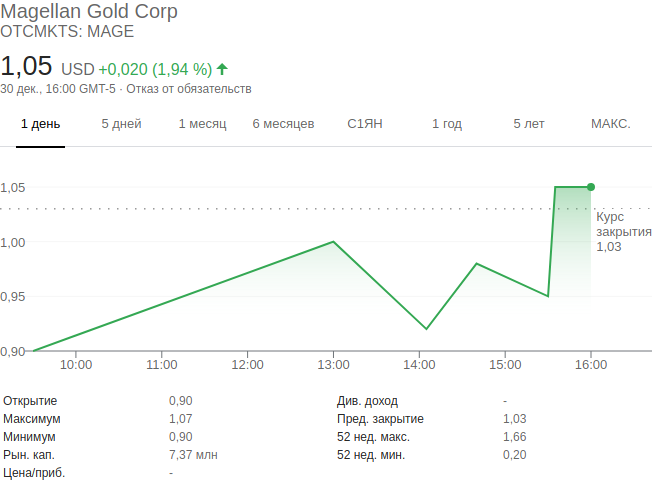 Magellan Gold Corp
OTCMKTS: MAGE
1,05 USD +0,020 (1,94 %)
30 дек., 16:00 GMT-5 · Отказ от обязательств
1 день 5 дней 1 месяц 6 месяцев С1ЯН 1 год 5 лет МАКС.
1,05
Курс
закрытия
1,03
1,00
0,95
0,90
10:00 11:00 12:00 13:00 14:00 15:00 16:00
Открытие 0,90 Див. доход -
Максимум 1,07 Пред. закрытие 1,03
Минимум 0,90 52 нед. макс. 1,66
Рын. кап. 7,37 млн 52 нед. мин. 0,20
Цена/приб. -